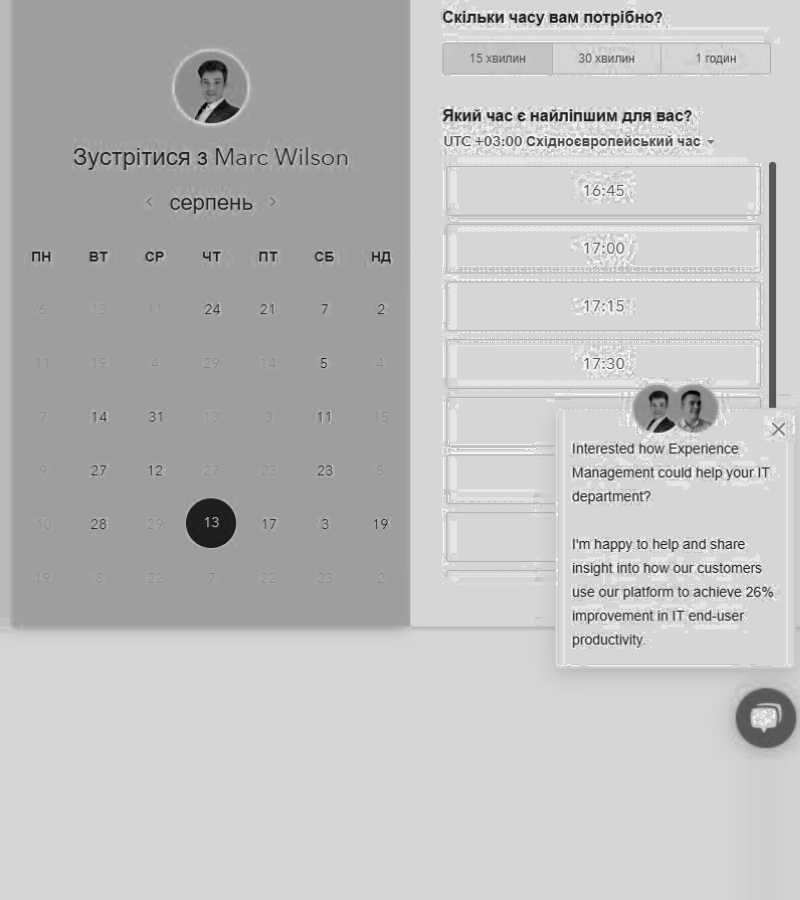 Зустрітися з Marc Wilson
серпень
ПН ВТ СР ЧТ ПТ СБ НД
6 13 11 24 21 7 2
11 19 4 29 14 5 4
7 14 31 13 3 11 15
9 27 12 27 23 23 5
10 28 29 13 17 3 19
19 8 22 7 22 23 2
Скільки часу вам потрібно?
15 хвилин 30 хвилин 1 годин
Який час є найліпшим для вас?
UTC +03:00 Східноєвропейський час
16:45
17:00
17:15
17:30
Interested how Experience
Management could help your IT
department?
I'm happy to help and share
insight into how our customers
use our platform to achieve 26%
improvement in IT end-user
productivity.